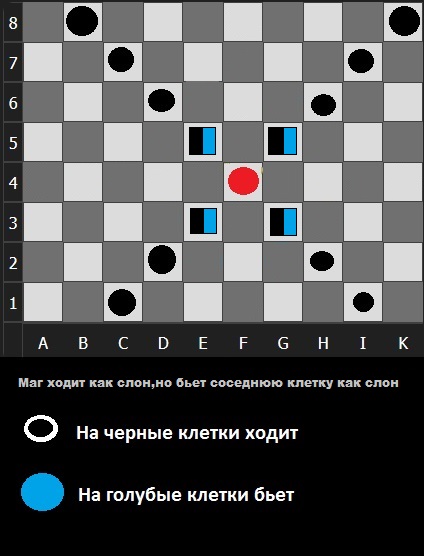 8
7
6
5
4
3
2
1
A B C D E F G H I K
Маг ходит как слон,но бьет соседнюю клетку как слон
На черные клетки ходит
На голубые клетки бьет